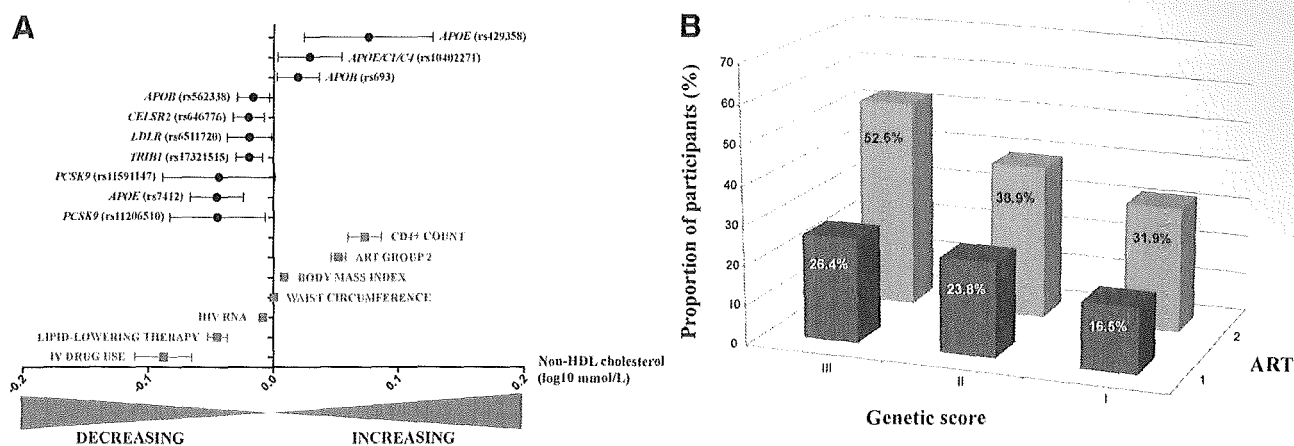 A
APOE (rs429358)
APOE/C1/C4 (rs10402271)
APOB (rs693)
APOB (rs562338)
CELSR2 (rs646776)
LDLR (rs6511720)
TRIB1 (rs17321515)
PCSK9 (rs11591147)
APOE (rs7412)
PCSK9 (rs11206510)
CD4+ COUNT
ART GROUP 2
BODY MASS INDEX
WAIST CIRCUMFERENCE
HIV RNA
LIPID-LOWERING THERAPY
IV DRUG USE
-0.2
-0.1
0.0
0.1
0.2
Non-HDL cholesterol
(log10 mmol/L)
DECREASING
INCREASING
B
Proportion of participants (%)
70
60
50
40
30
20
10
0
52.5%
38.9%
31.9%
26.4%
23.8%
16.5%
III
II
I
1
2
ART
Genetic score